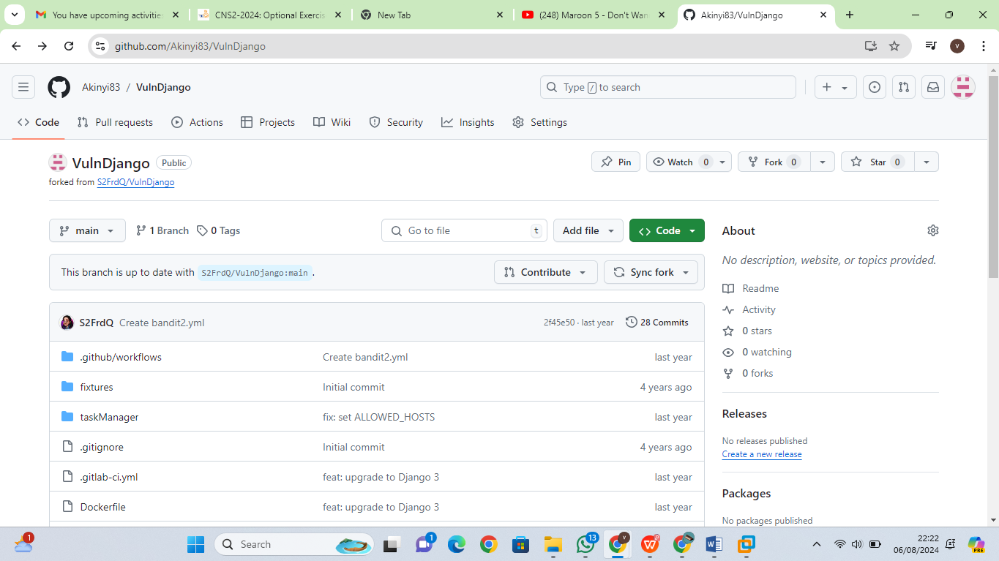 You have upcoming activities
CNS2-2024: Optional Exercis
New Tab
(248) Maroon 5 - Don't Wan
Akinyi83/VulnDjango
github.com/Akinyi83/VulnDjango
V
Akinyi83 / VulnDjango
Type / to search
Code
Pull requests
Actions
Projects
Wiki
Security
Insights
Settings
VulnDjango Public
forked from S2FrdQ/VulnDjango
Pin
Watch 0
Fork 0
Star 0
main
1 Branch
0 Tags
Go to file t
Add file
Code
This branch is up to date with S2FrdQ/VulnDjango:main .
Contribute
Sync fork
S2FrdQ Create bandit2.yml 2f45e50 · last year 28 Commits
.github/workflows Create bandit2.yml last year
fixtures Initial commit 4 years ago
taskManager fix: set ALLOWED_HOSTS last year
.gitignore Initial commit 4 years ago
.gitlab-ci.yml feat: upgrade to Django 3 last year
Dockerfile feat: upgrade to Django 3 last year
About
No description, website, or topics provided.
Readme
Activity
0 stars
0 watching
0 forks
Releases
No releases published
Create a new release
Packages
No packages published
1
Search
1
13
22:22
06/08/2024
PRE